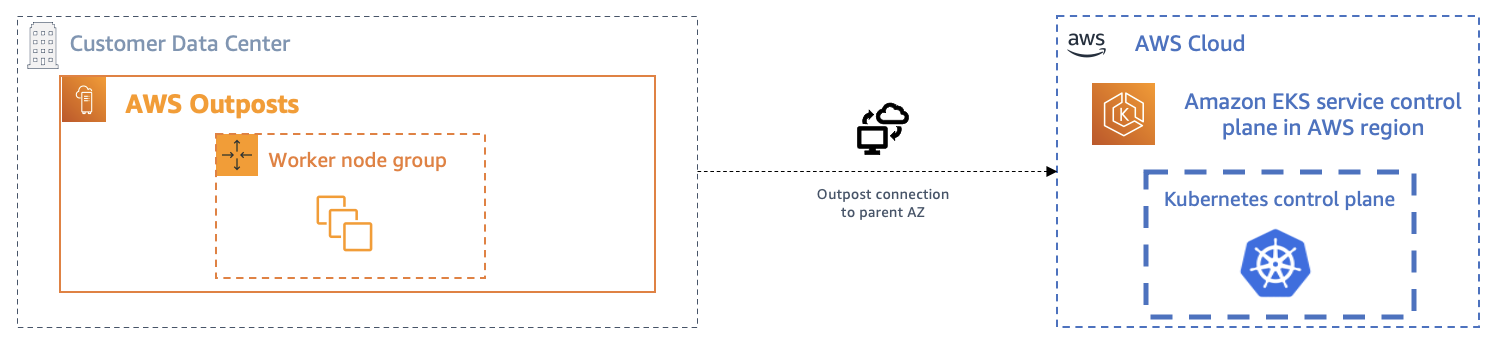 Customer Data Center
AWS Outposts
Worker node group
Outpost connection
to parent AZ
aws
AWS Cloud
Amazon EKS service control
plane in AWS region
K
Kubernetes control plane